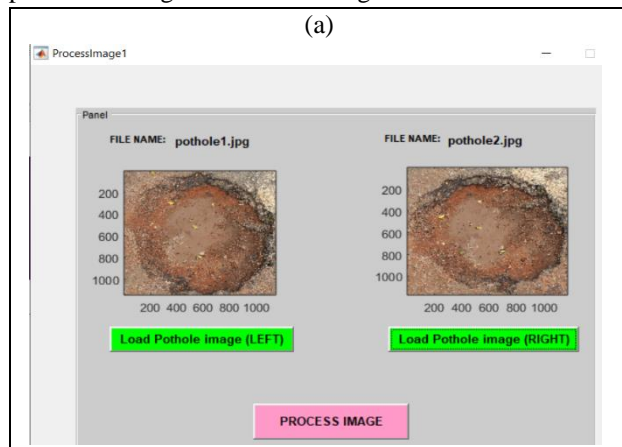 (a)
ProcessImage1
Panel
FILE NAME: pothole1.jpg
FILE NAME: pothole2.jpg
200
400
600
800
1000
200 400 600 800 1000
200
400
600
800
1000
200 400 600 800 1000
Load Pothole image (LEFT)
Load Pothole image (RIGHT)
PROCESS IMAGE